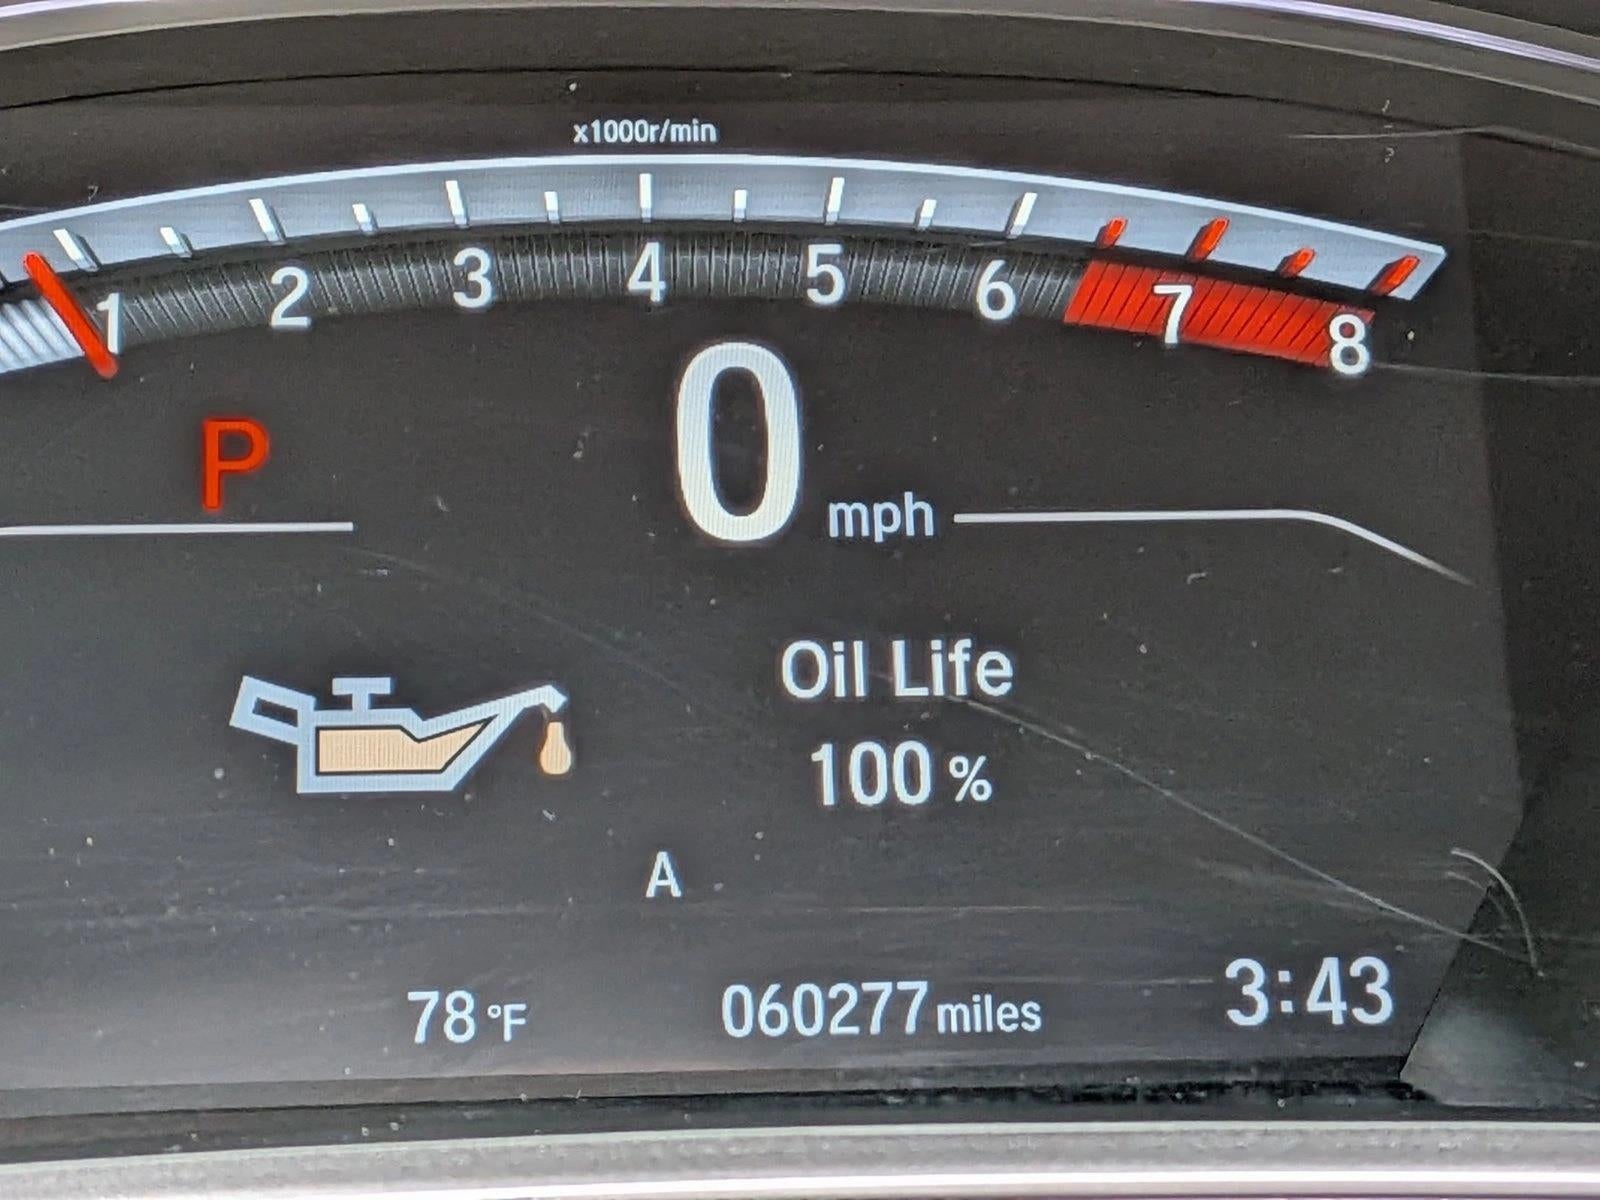 x1000r/min
1 2 3 4 5 6 7 8
P
0 mph
Oil Life
100 %
A
78 °F 060277 miles 3:43